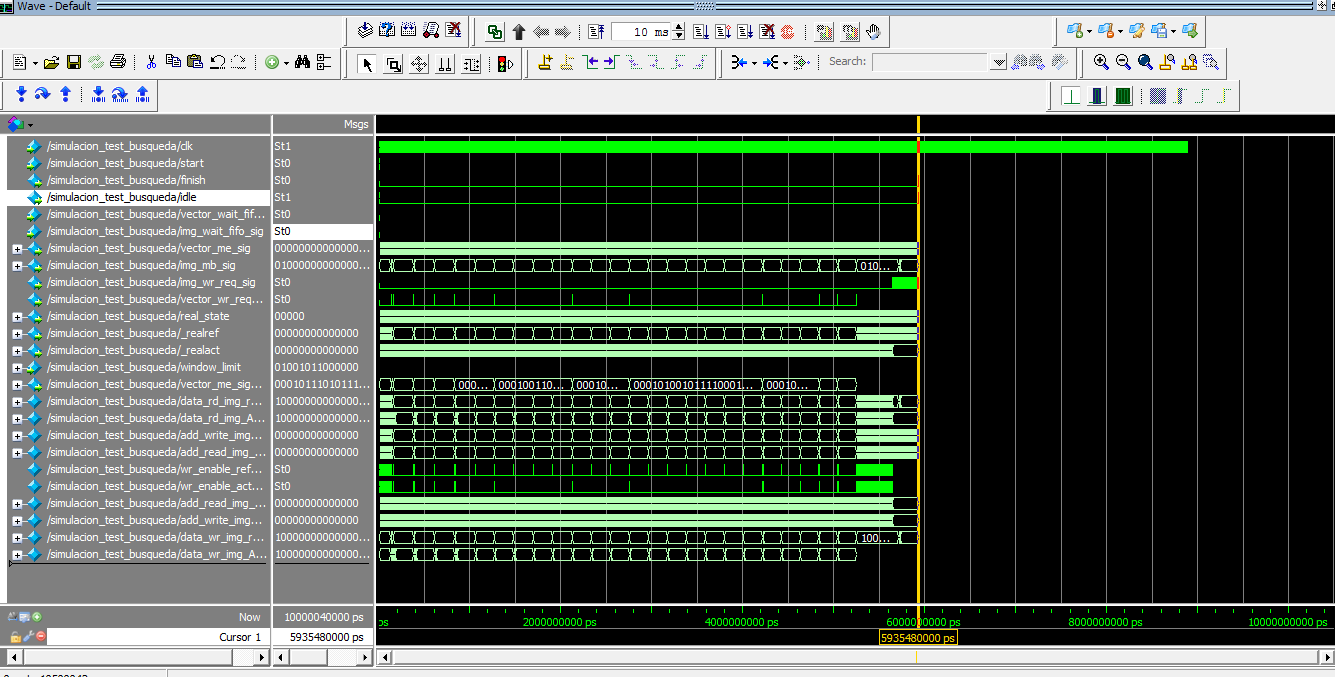 Wave - Default
10 ms
Search:
Msgs
/simulacion_test_busqueda/clk St1
/simulacion_test_busqueda/start St0
/simulacion_test_busqueda/finish St0
/simulacion_test_busqueda/idle St1
/simulacion_test_busqueda/vector_wait_fif... St0
/simulacion_test_busqueda/img_wait_fifo_sig St0
/simulacion_test_busqueda/vector_me_sig 00000000000000...
/simulacion_test_busqueda/img_mb_sig 01000000000000... 010...
/simulacion_test_busqueda/img_wr_req_sig St0
/simulacion_test_busqueda/vector_wr_req... St0
/simulacion_test_busqueda/real_state 00000
/simulacion_test_busqueda/_realref 00000000000000
/simulacion_test_busqueda/_realact 00000000000000
/simulacion_test_busqueda/window_limit 01001011000000
/simulacion_test_busqueda/vector_me_sig... 00010111010111... 000... 000100110... 00010... 0001010010111110001... 00010...
/simulacion_test_busqueda/data_rd_img_r... 10000000000000...
/simulacion_test_busqueda/data_rd_img_A... 10000000000000...
/simulacion_test_busqueda/add_write_img... 00000000000000
/simulacion_test_busqueda/add_read_img_... 00000000000000
/simulacion_test_busqueda/wr_enable_ref... St0
/simulacion_test_busqueda/wr_enable_act... St0
/simulacion_test_busqueda/add_read_img_... 00000000000000
/simulacion_test_busqueda/add_write_img... 00000000000000
/simulacion_test_busqueda/data_wr_img_r... 10000000000000... 100...
/simulacion_test_busqueda/data_wr_img_A... 10000000000000...
Now 10000040000 ps
ps 2000000000 ps 4000000000 ps 6000000000 ps 8000000000 ps 10000000000 ps
Cursor 1 5935480000 ps 5935480000 ps